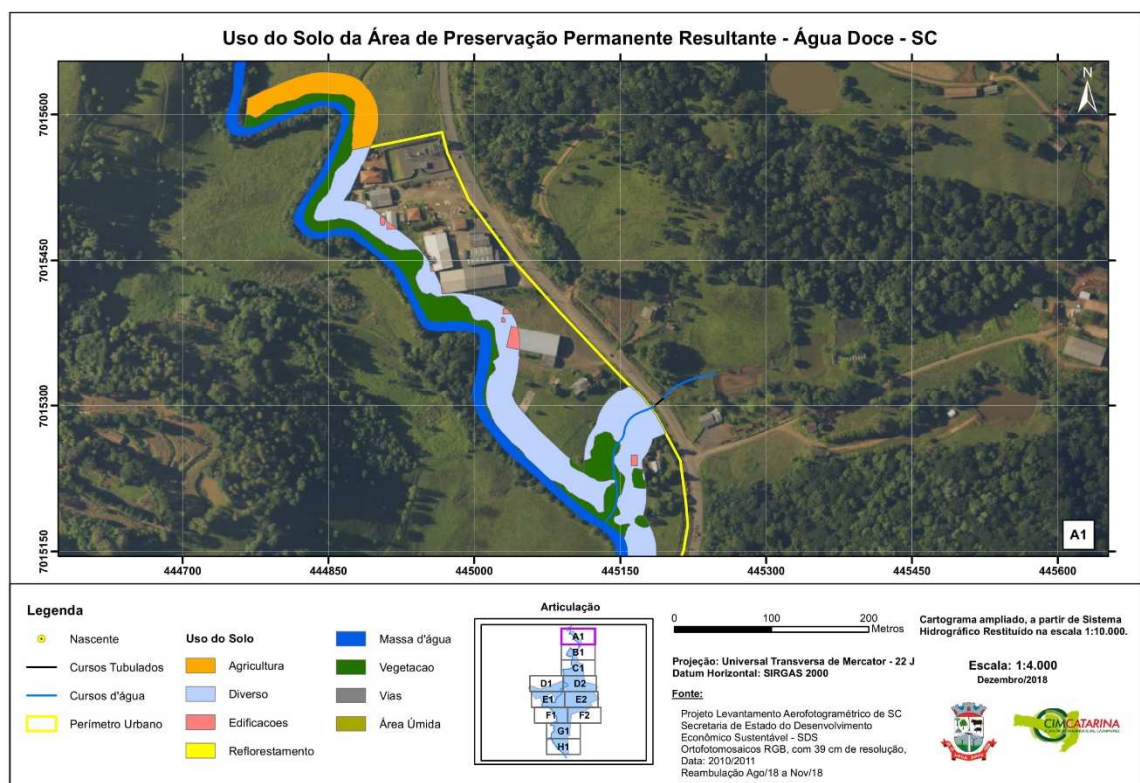 Uso do Solo da Área de Preservação Permanente Resultante - Água Doce - SC
N
7015600
7015450
7015300
7015150
A1
444700
444850
445000
445150
445300
445450
445600
Legenda
Nascente
Cursos Tubulados
Cursos d'água
Perímetro Urbano
Uso do Solo
Agricultura
Diverso
Edificacoes
Reflorestamento
Massa d'água
Vegetacao
Vias
Área Úmida
Articulação
A1
B1
C1
D1
D2
E1
E2
F1
F2
G1
H1
0
100
200
Metros
Projeção: Universal Transversa de Mercator - 22 J
Datum Horizontal: SIRGAS 2000
Fonte:
Projeto Levantamento Aerofotogramétrico de SC
Secretaria de Estado do Desenvolvimento
Econômico Sustentável - SDS
Ortofotomosaicos RGB, com 39 cm de resolução,
Data: 2010/2011
Reambulação Ago/18 a Nov/18
Cartograma ampliado, a partir de Sistema
Hidrográfico Restituído na escala 1:10.000.
Escala: 1:4.000
Dezembro/2018
CIMCATARINA